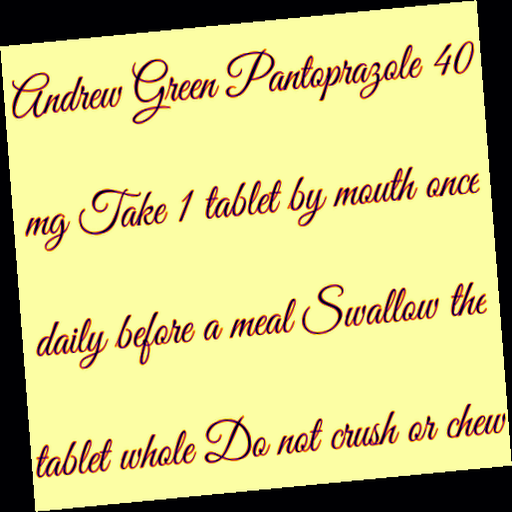 Andrew Green Pantoprazole 40
mg Take 1 tablet by mouth once
daily before a meal Swallow the
tablet whole Do not crush or chew